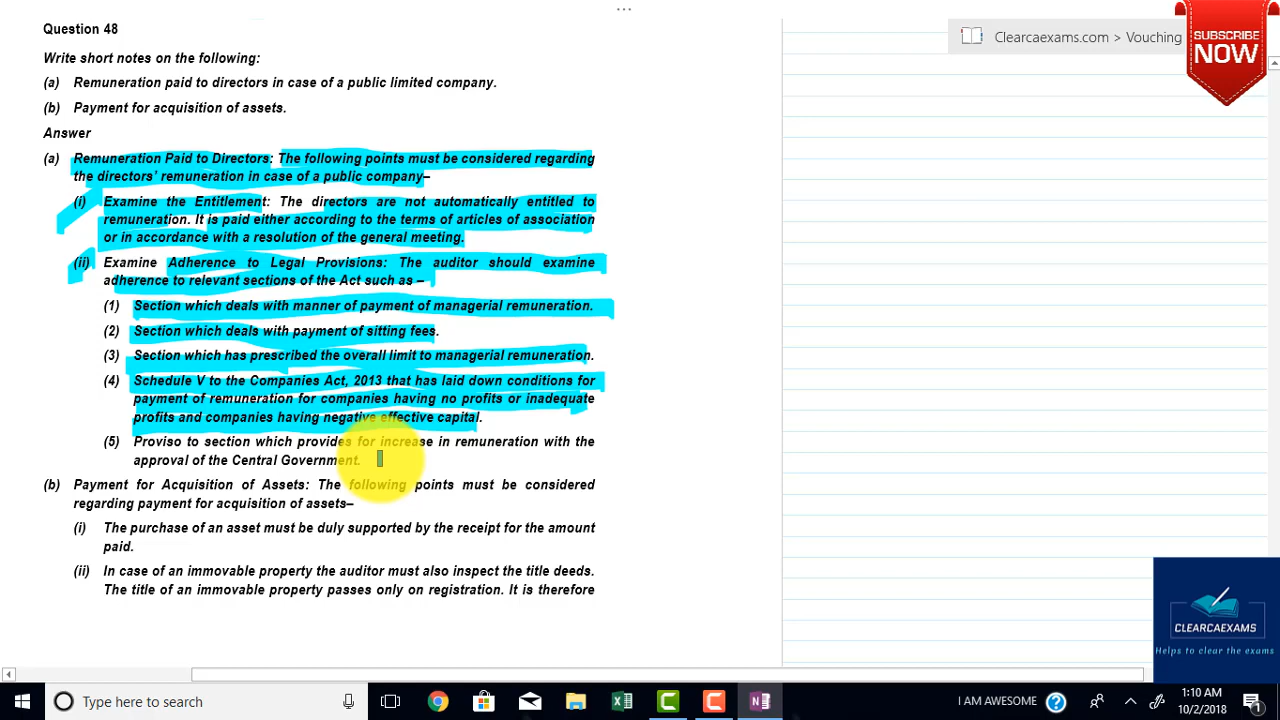 ...
Question 48
Clearcaexams.com > Vouching
SUBSCRIBE
NOW
Write short notes on the following:
(a) Remuneration paid to directors in case of a public limited company.
(b) Payment for acquisition of assets.
Answer
(a) Remuneration Paid to Directors: The following points must be considered regarding
the directors' remuneration in case of a public company–
(i) Examine the Entitlement: The directors are not automatically entitled to
remuneration. It is paid either according to the terms of articles of association
or in accordance with a resolution of the general meeting.
(ii) Examine Adherence to Legal Provisions: The auditor should examine
adherence to relevant sections of the Act such as –
(1) Section which deals with manner of payment of managerial remuneration.
(2) Section which deals with payment of sitting fees.
(3) Section which has prescribed the overall limit to managerial remuneration.
(4) Schedule V to the Companies Act, 2013 that has laid down conditions for
payment of remuneration for companies having no profits or inadequate
profits and companies having negative effective capital.
(5) Proviso to section which provides for increase in remuneration with the
approval of the Central Government.
(b) Payment for Acquisition of Assets: The following points must be considered
regarding payment for acquisition of assets–
(i) The purchase of an asset must be duly supported by the receipt for the amount
paid.
(ii) In case of an immovable property the auditor must also inspect the title deeds.
The title of an immovable property passes only on registration. It is therefore
CLEARCAEXAMS
Helps to clear the exams
Type here to search
I AM AWESOME
1:10 AM
10/2/2018
1